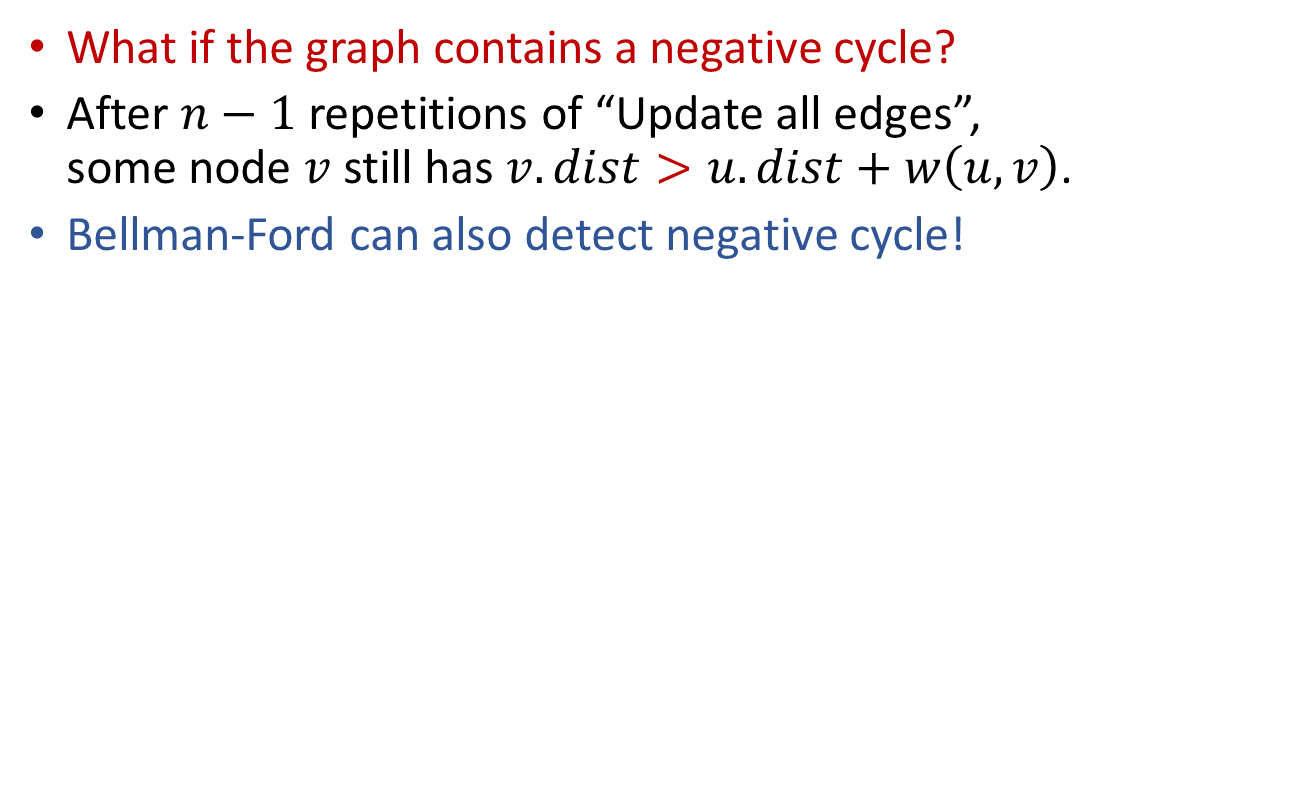 • What if the graph contains a negative cycle?
• After 𝑛 − 1 repetitions of “Update all edges”,
some node 𝑣 still has 𝑣. 𝑑𝑖𝑠𝑡 > 𝑢. 𝑑𝑖𝑠𝑡 + 𝑤(𝑢, 𝑣).
• Bellman-Ford can also detect negative cycle!